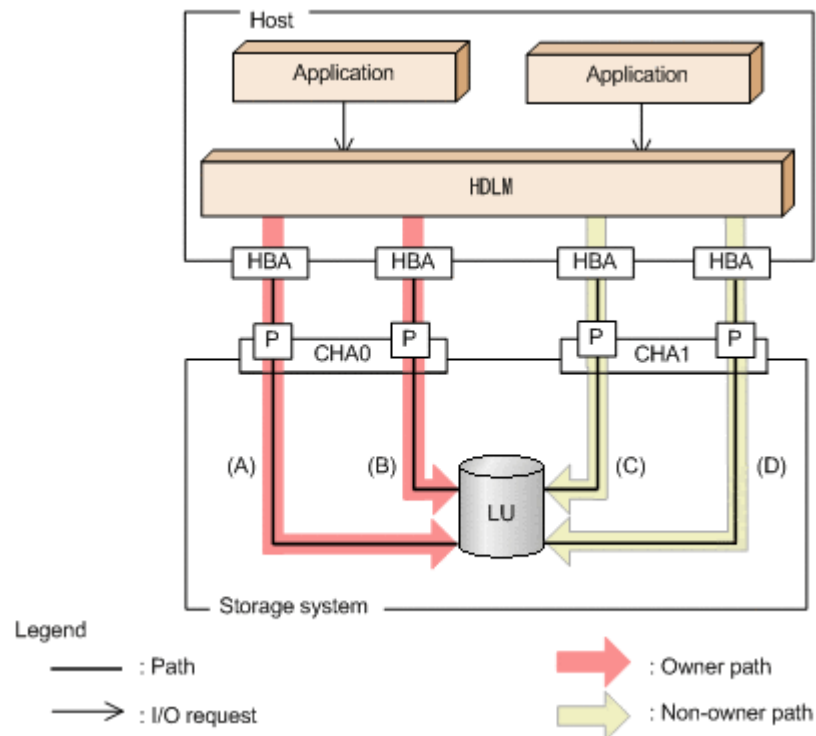 Host
Application Application
HDLM
HBA HBA HBA HBA
P P P P
CHA0 CHA1
(A) (B) (C) (D)
LU
Storage system
Legend
: Path
: Owner path
: I/O request
: Non-owner path